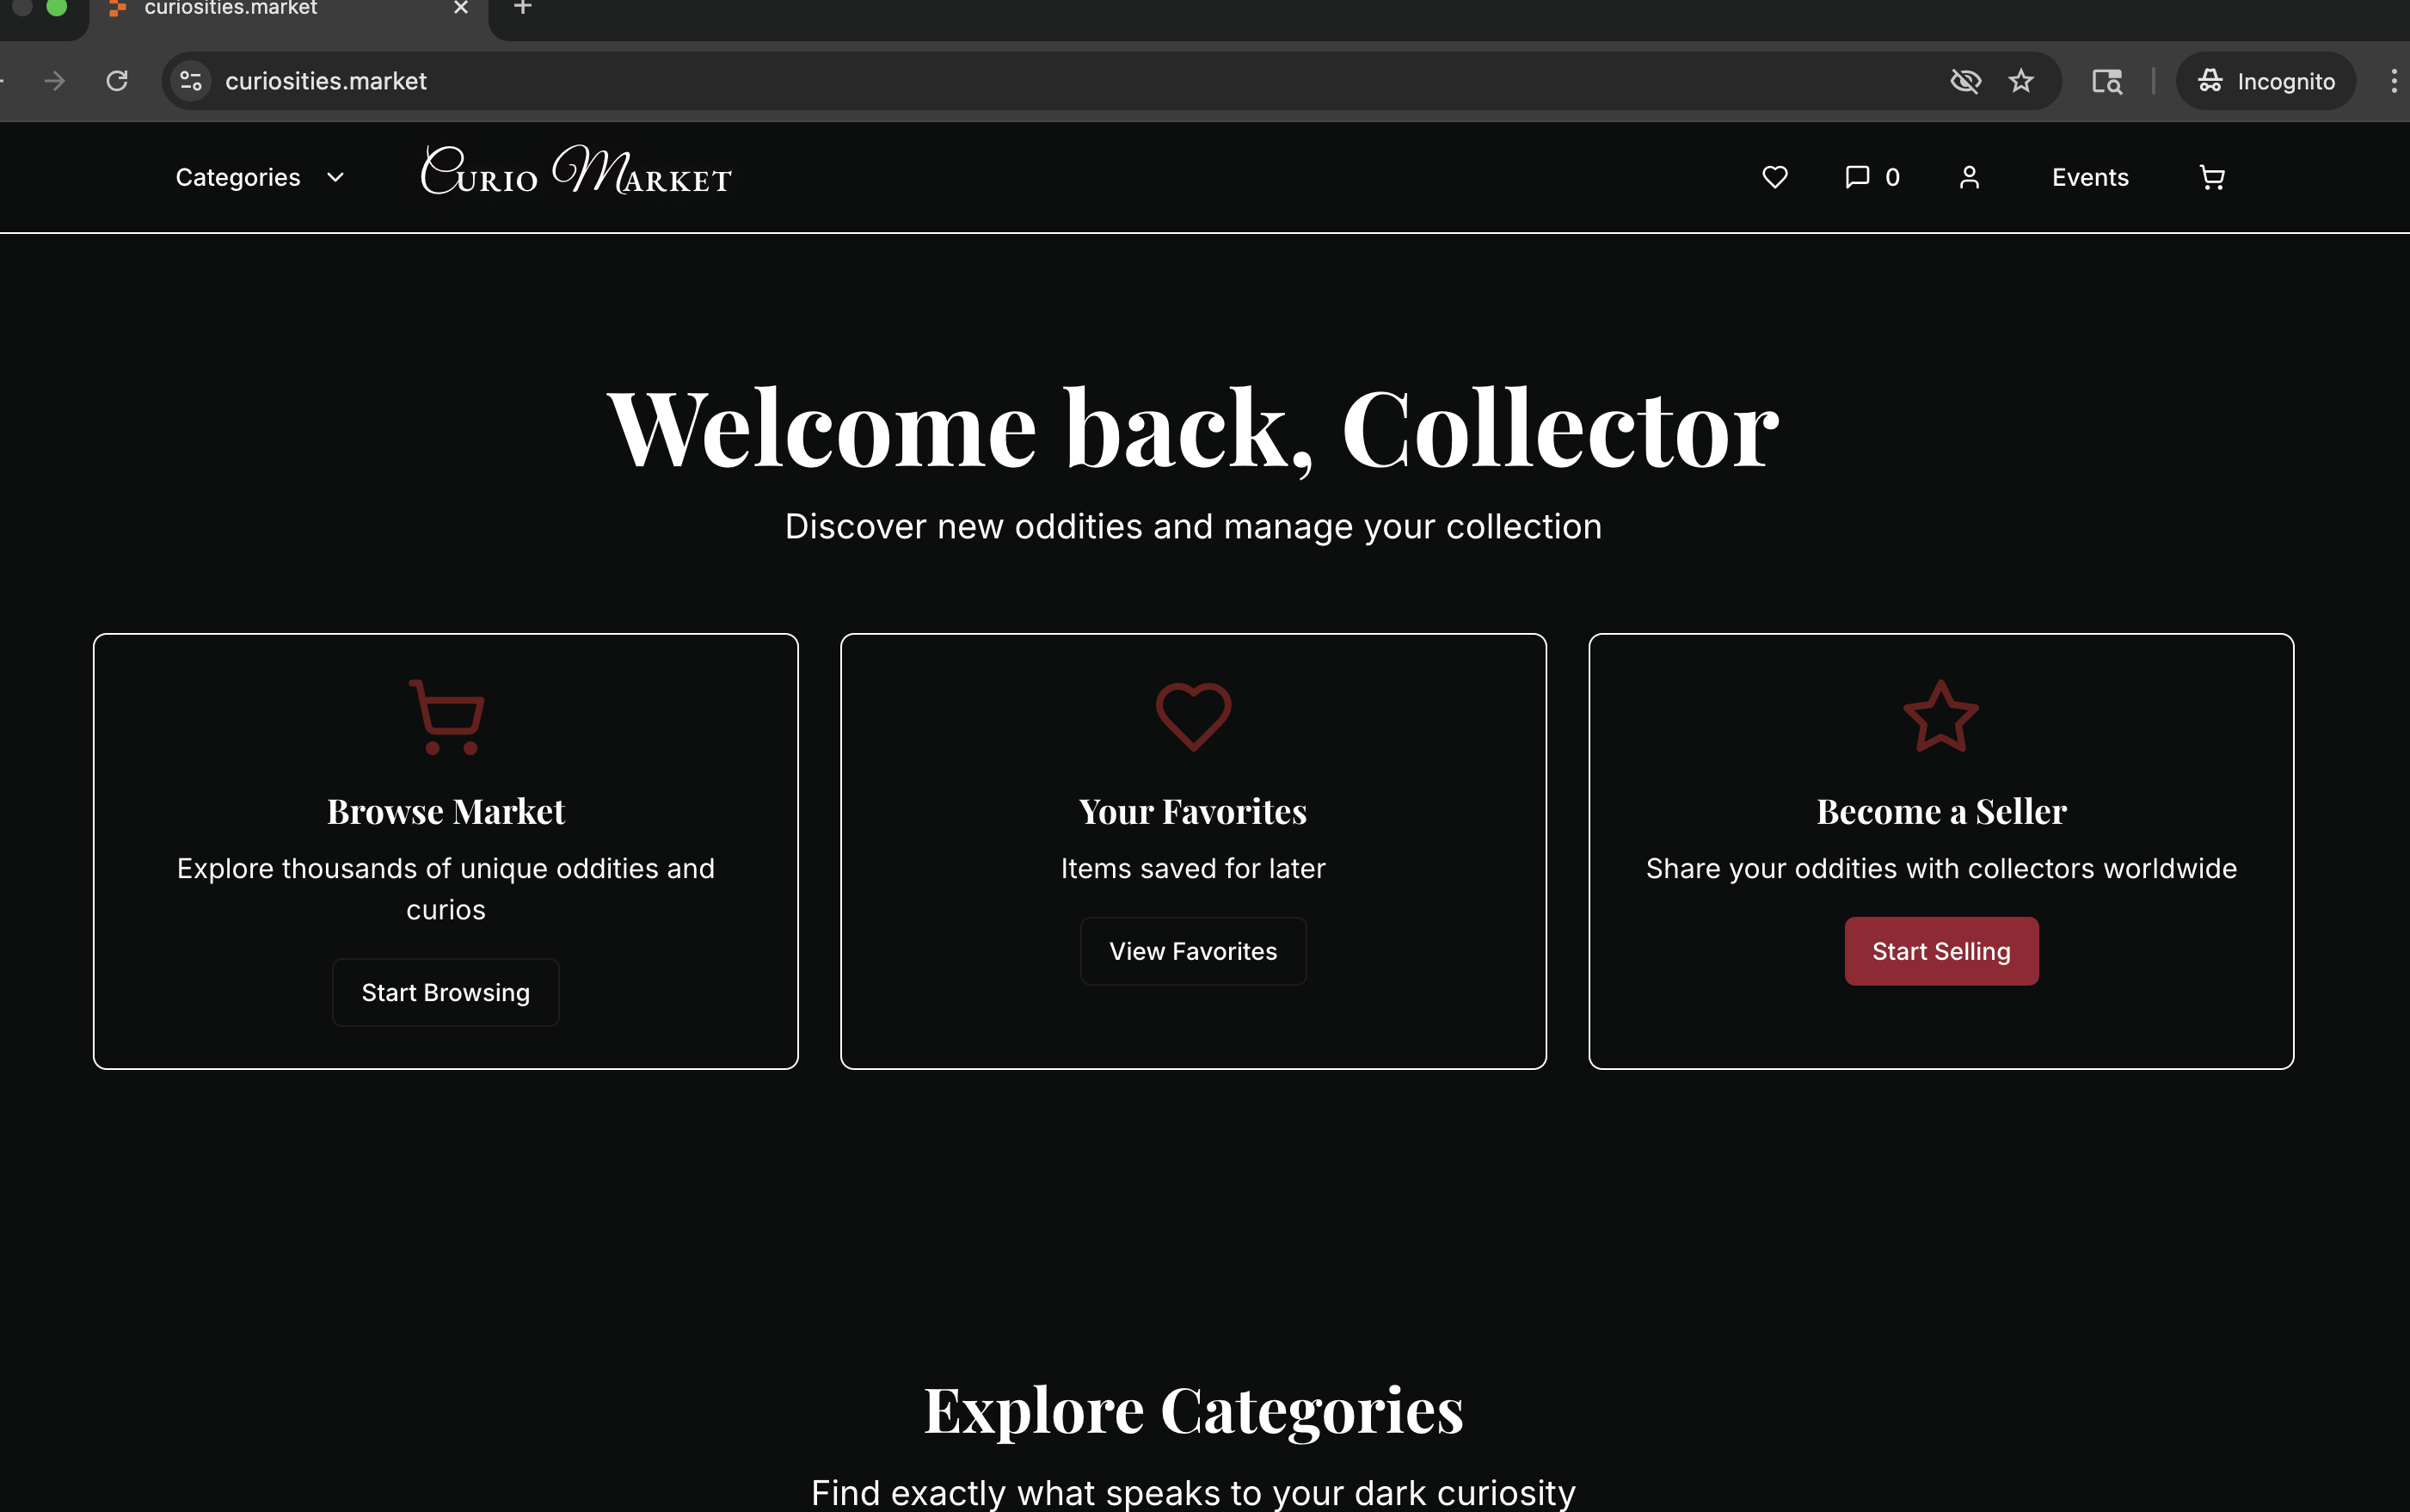 curiosities.market
curiosities.market
Incognito
Categories
Curio Market
0
Events
Welcome back, Collector
Discover new oddities and manage your collection
Browse Market
Explore thousands of unique oddities and
curios
Start Browsing
Your Favorites
Items saved for later
View Favorites
Become a Seller
Share your oddities with collectors worldwide
Start Selling
Explore Categories
Find exactly what speaks to your dark curiosity